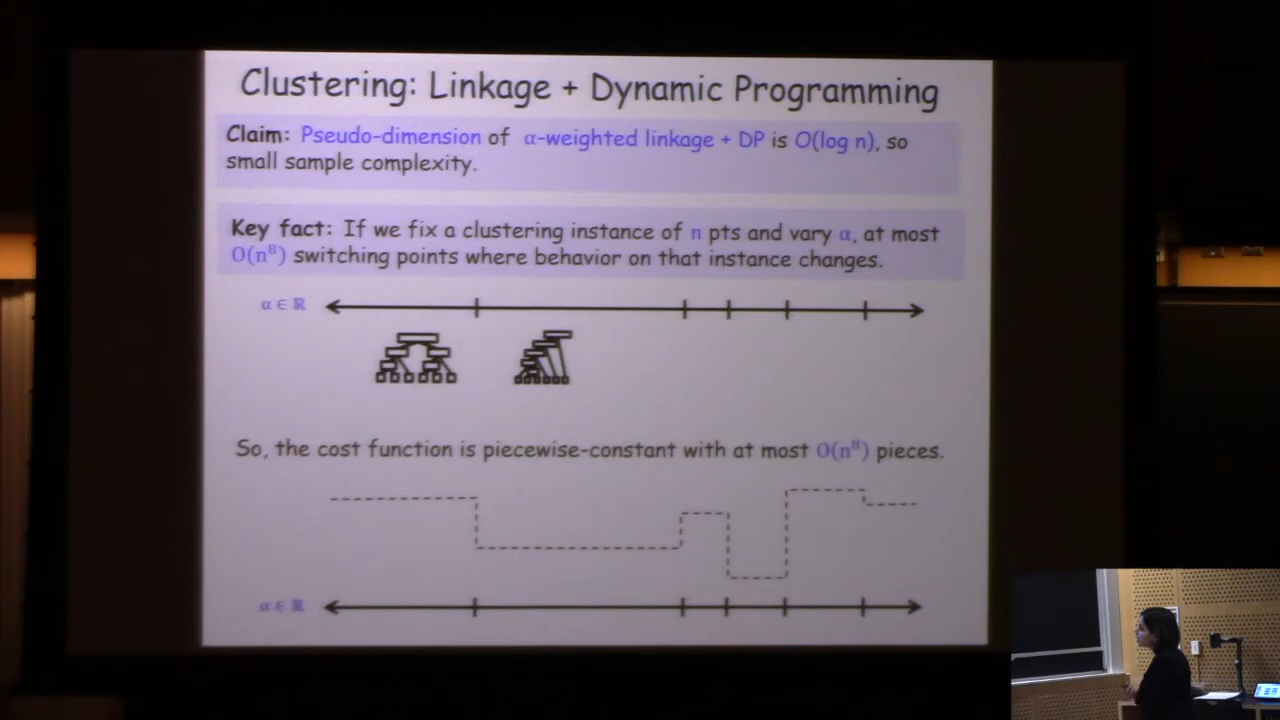 Clustering: Linkage + Dynamic Programming
Claim: Pseudo-dimension of α-weighted linkage + DP is O(log n), so
small sample complexity.
Key fact: If we fix a clustering instance of n pts and vary α, at most
O(n⁸) switching points where behavior on that instance changes.
α ∈ ℝ
So, the cost function is piecewise-constant with at most O(n⁸) pieces.
α ∈ ℝ